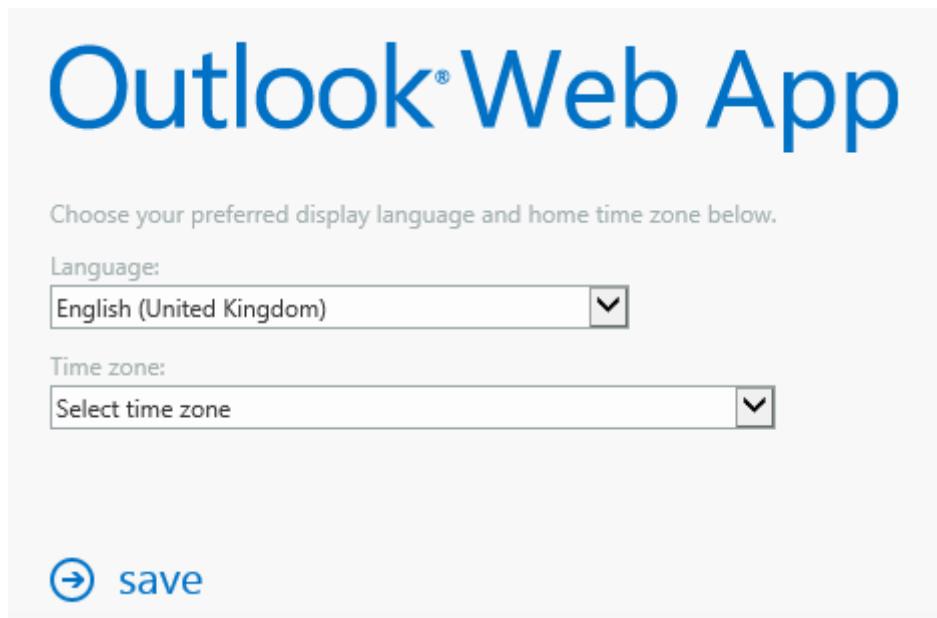 Outlook® Web App
Choose your preferred display language and home time zone below.
Language:
English (United Kingdom)
Time zone:
Select time zone
save